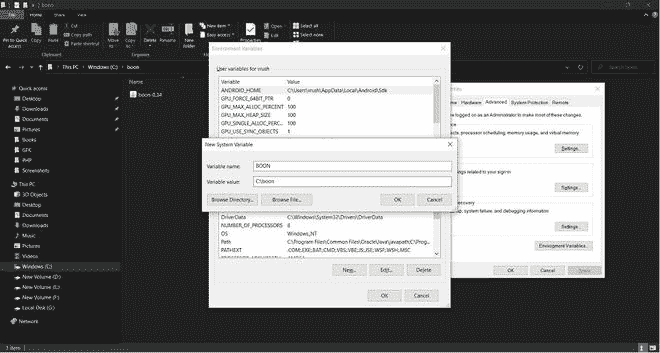 boon
File Home Share View
Pin to Quick access
Copy
Paste
Cut
Copy path
Paste shortcut
Move to
Copy to
Delete
Rename
New folder
New item
Easy access
Properties
Open
Edit
Select all
Select none
Clipboard
This PC > Windows (C:) > boon
Name
boon-0.34
Quick access
Desktop
Downloads
Documents
Pictures
Books
GFX
PHP
Screenshots
This PC
3D Objects
Desktop
Documents
Downloads
Music
Pictures
Videos
Windows (C:)
New Volume (D:)
New Volume (E:)
New Volume (F:)
Local Disk (G:)
Network
1 item
Environment Variables
User variables for vrush
Variable Value
ANDROID_HOME C:\Users\vrush\AppData\Local\Android\Sdk
GPU_FORCE_64BIT_PTR 0
GPU_MAX_ALLOC_PERCENT 100
GPU_MAX_HEAP_SIZE 100
GPU_SINGLE_ALLOC_PERC... 100
GPU_USE_SYNC_OBJECTS 1
New System Variable
Variable name: BOON
Variable value: C:\boon
Browse Directory... Browse File... OK Cancel
DriverData C:\Windows\System32\Drivers\DriverData
NUMBER_OF_PROCESSORS 8
OS Windows_NT
Path C:\Program Files\Common Files\Oracle\Java\javapath;C:\Prog...
PATHEXT .COM;.EXE;.BAT;.CMD;.VBS;.VBE;.JS;.JSE;.WSF;.WSH;.MSC
New... Edit... Delete
OK Cancel
Hardware Advanced System Protection Remote
logged on as an Administrator to make most of these changes.
processor scheduling, memory usage, and virtual memory
Settings...
related to your sign-in
Settings...
system failure, and debugging information
Settings...
Environment Variables...
OK Cancel Apply